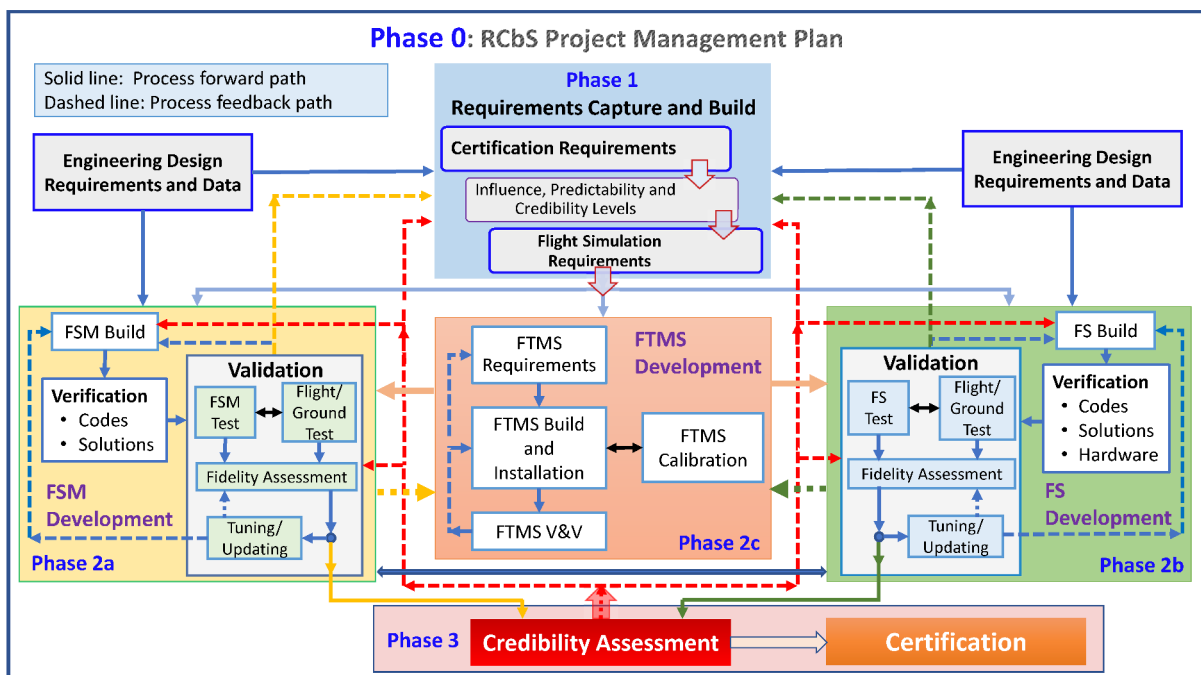 Phase 0: RCbS Project Management Plan
Solid line: Process forward path
Dashed line: Process feedback path
Phase 1
Requirements Capture and Build
Certification Requirements
Influence, Predictability and
Credibility Levels
Flight Simulation
Requirements
Engineering Design
Requirements and Data
Engineering Design
Requirements and Data
FSM Build
Verification
• Codes
• Solutions
Validation
FSM
Test
Flight/
Ground
Test
Fidelity Assessment
Tuning/
Updating
FSM
Development
Phase 2a
FTMS
Requirements
FTMS
Development
FTMS Build
and
Installation
FTMS
Calibration
FTMS V&V
Phase 2c
FS Build
Validation
FS
Test
Flight/
Ground
Test
Fidelity Assessment
Tuning/
Updating
Verification
• Codes
• Solutions
• Hardware
FS
Development
Phase 2b
Phase 3
Credibility Assessment
Certification